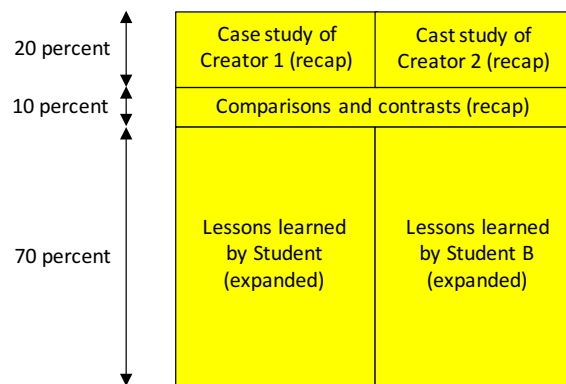 20 percent
Case study of
Creator 1 (recap)
Cast study of
Creator 2 (recap)
10 percent
Comparisons and contrasts (recap)
70 percent
Lessons learned
by Student
(expanded)
Lessons learned
by Student B
(expanded)